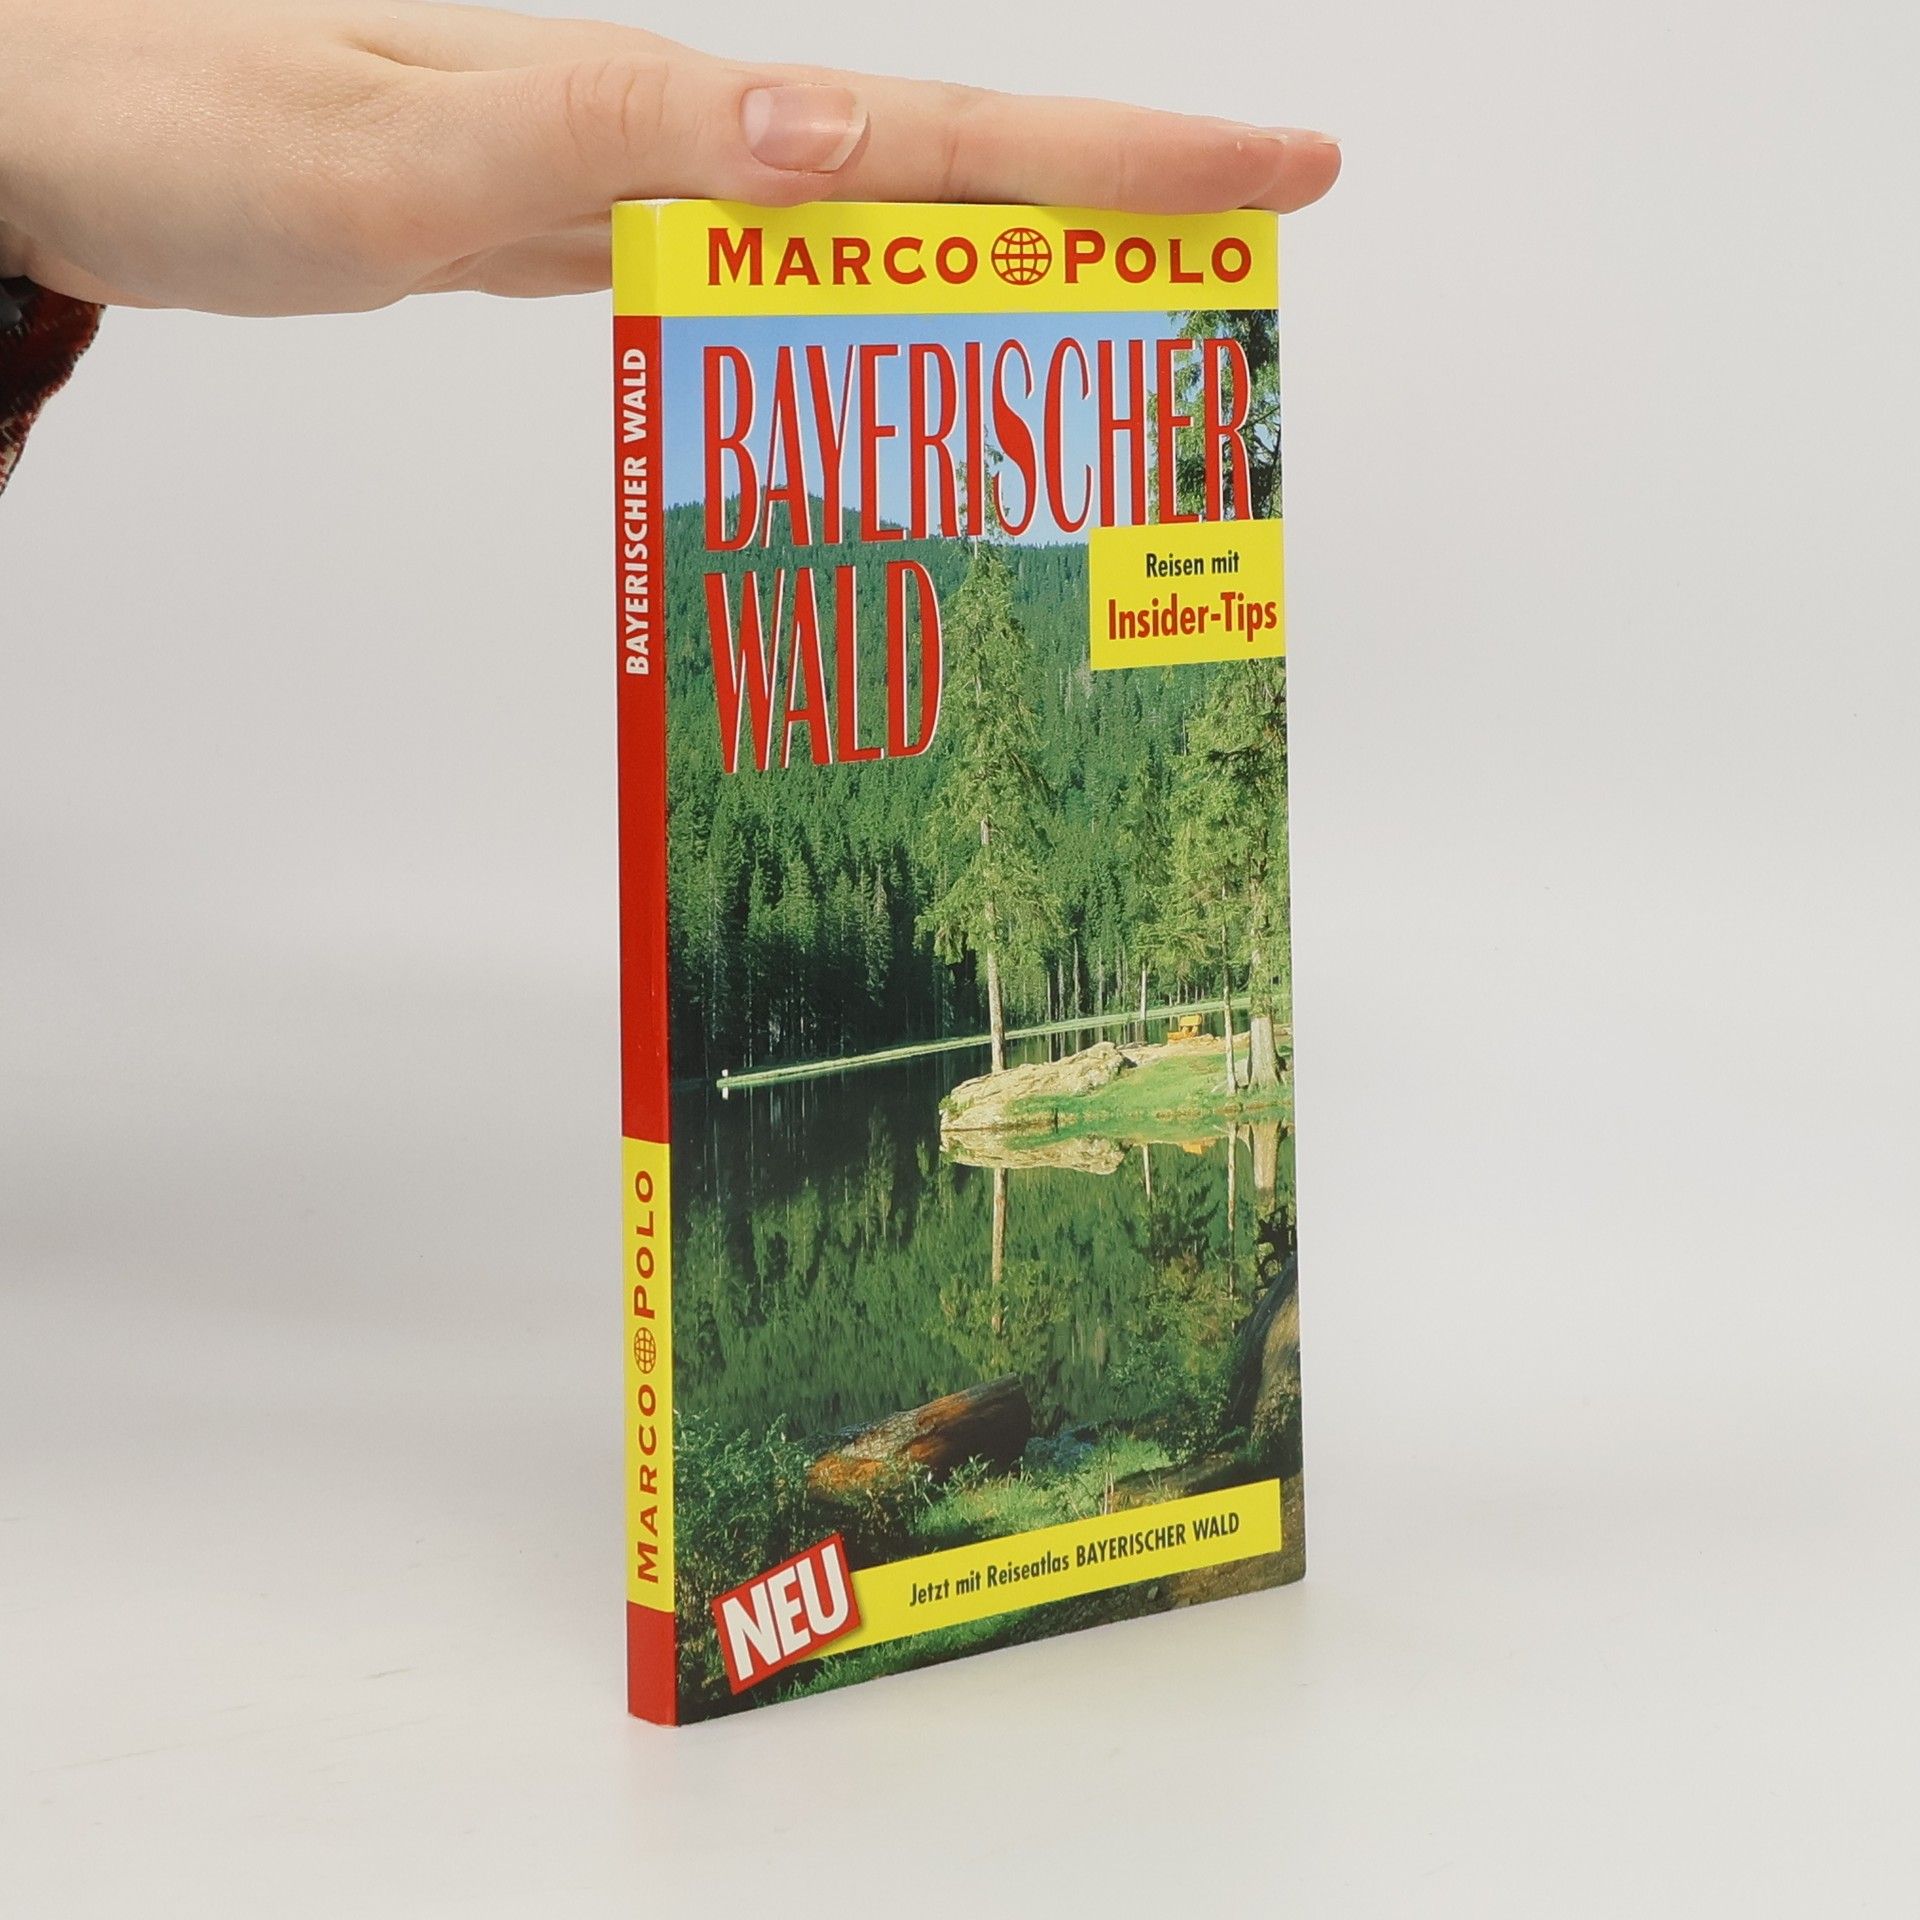 MARCO POLO
BAYERISCHER
WALD
Reisen mit
Insider-Tips
NEU
Jetzt mit Reiseatlas BAYERISCHER WALD
BAYERISCHER WALD
MARCO POLO